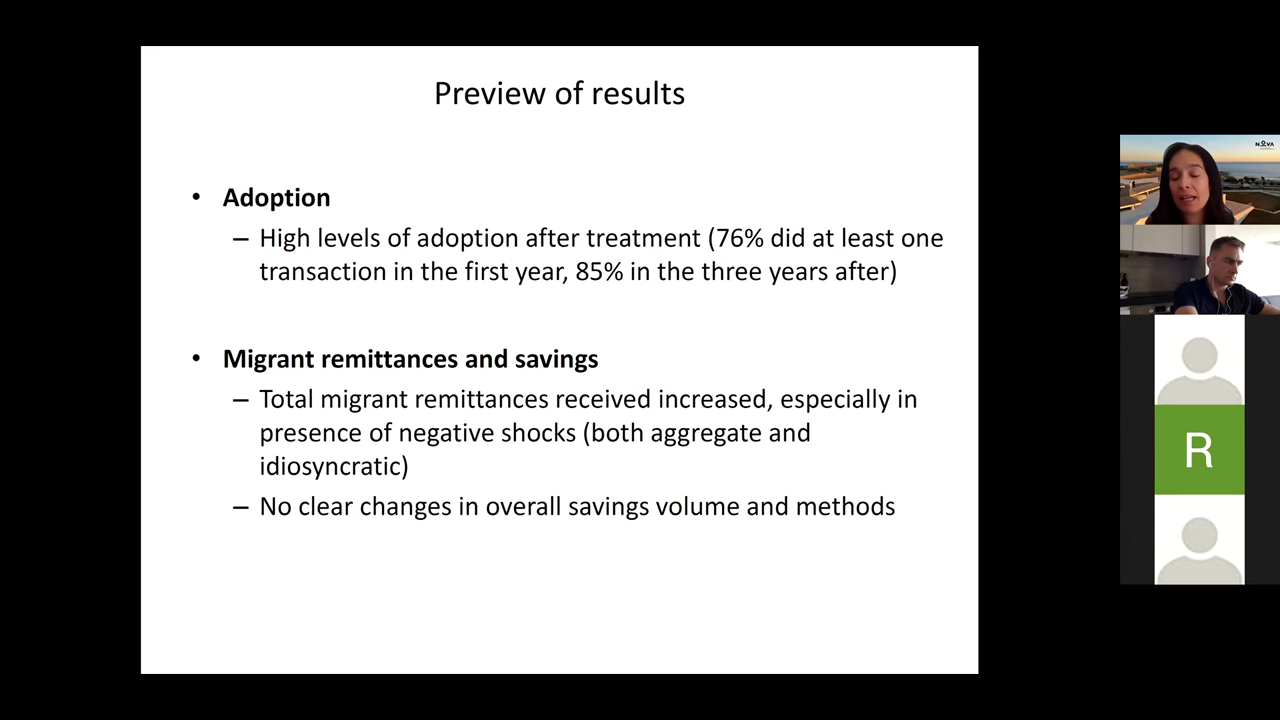 Preview of results
• Adoption
– High levels of adoption after treatment (76% did at least one
transaction in the first year, 85% in the three years after)
• Migrant remittances and savings
– Total migrant remittances received increased, especially in
presence of negative shocks (both aggregate and
idiosyncratic)
– No clear changes in overall savings volume and methods
NOVA
R